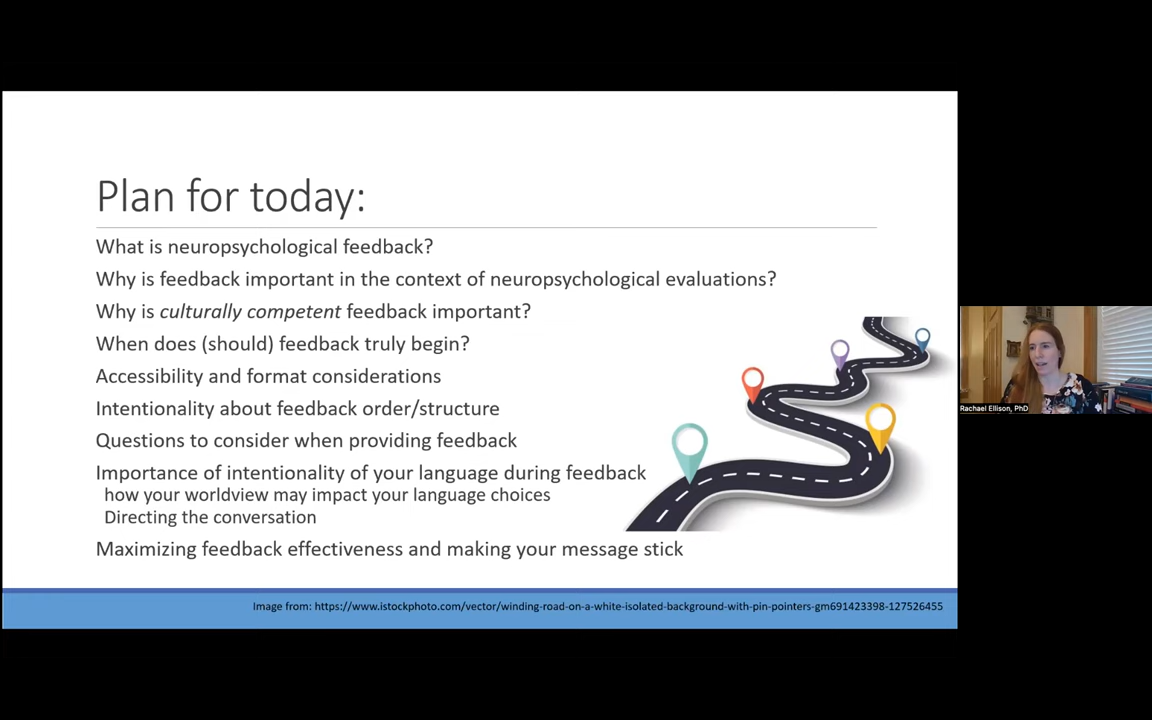 Plan for today:
What is neuropsychological feedback?
Why is feedback important in the context of neuropsychological evaluations?
Why is culturally competent feedback important?
When does (should) feedback truly begin?
Accessibility and format considerations
Intentionality about feedback order/structure
Questions to consider when providing feedback
Importance of intentionality of your language during feedback
how your worldview may impact your language choices
Directing the conversation
Maximizing feedback effectiveness and making your message stick
Image from: https://www.istockphoto.com/vector/winding-road-on-a-white-isolated-background-with-pin-pointers-gm691423398-127526455
Rachael Ellison, PhD